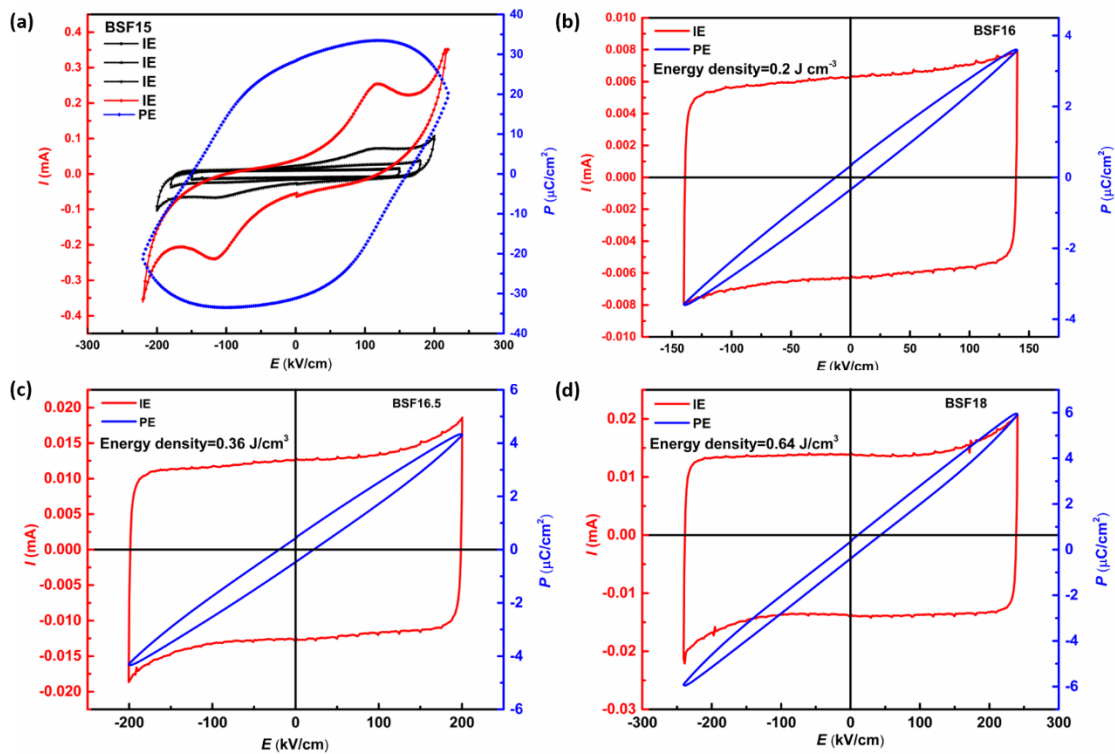 (a)
BSF15
IE
IE
IE
IE
PE
0.4
0.3
0.2
0.1
0.0
-0.1
-0.2
-0.3
-0.4
I (mA)
40
30
20
10
0
-10
-20
-30
-40
P (μC/cm²)
-300 -200 -100 0 100 200 300
E (kV/cm)
(b)
IE
PE
BSF16
Energy density=0.2 J cm⁻³
0.010
0.008
0.006
0.004
0.002
0.000
-0.002
-0.004
-0.006
-0.008
-0.010
I (mA)
4
2
0
-2
-4
P (μC/cm²)
-150 -100 -50 0 50 100 150
E (kV/cm)
(c)
IE
PE
BSF16.5
Energy density=0.36 J/cm³
0.020
0.015
0.010
0.005
0.000
-0.005
-0.010
-0.015
-0.020
I (mA)
6
4
2
0
-2
-4
-6
P (μC/cm²)
-200 -100 0 100 200
E (kV/cm)
(d)
IE
PE
BSF18
Energy density=0.64 J/cm³
0.02
0.01
0.00
-0.01
-0.02
-0.03
I (mA)
6
4
2
0
-2
-4
-6
P (μC/cm²)
-300 -200 -100 0 100 200 300
E (kV/cm)